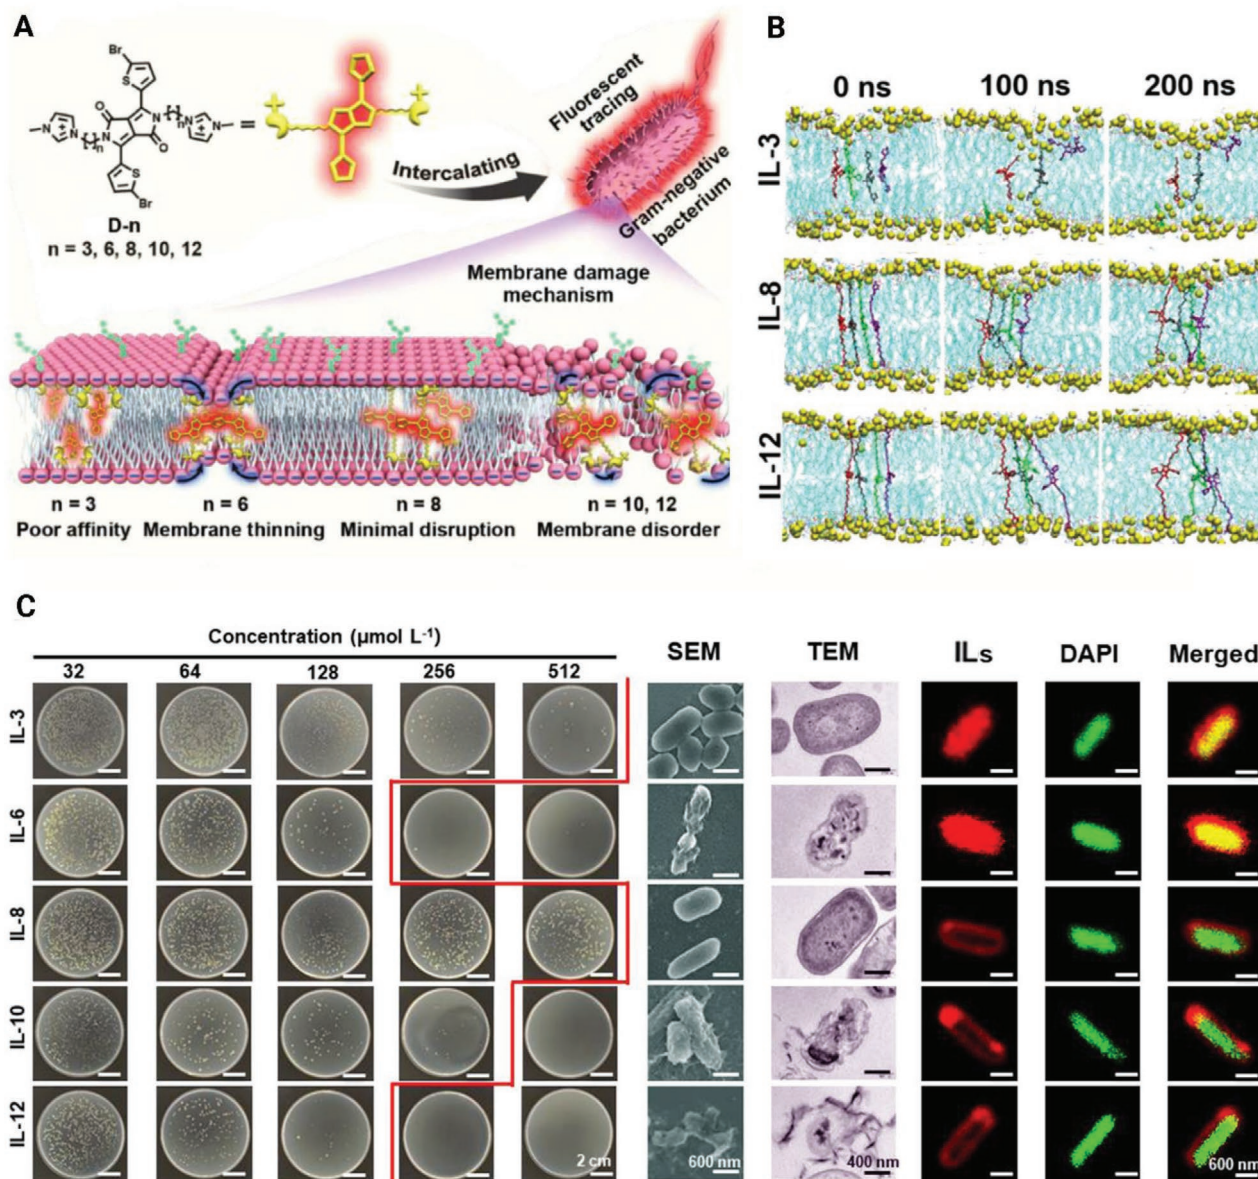 A
Br
S
O
N
n
N
+
N
+
N
n
N
O
S
Br
D-n
n = 3, 6, 8, 10, 12
=
+
+
Intercalating
Fluorescent
tracing
Gram-negative
bacterium
Membrane damage
mechanism
n = 3
n = 6
n = 8
n = 10, 12
Poor affinity
Membrane thinning
Minimal disruption
Membrane disorder
B
0 ns
100 ns
200 ns
IL-3
IL-8
IL-12
C
Concentration (µmol L⁻¹)
32
64
128
256
512
SEM
TEM
ILs
DAPI
Merged
IL-3
IL-6
IL-8
IL-10
IL-12
2 cm
600 nm
400 nm
600 nm